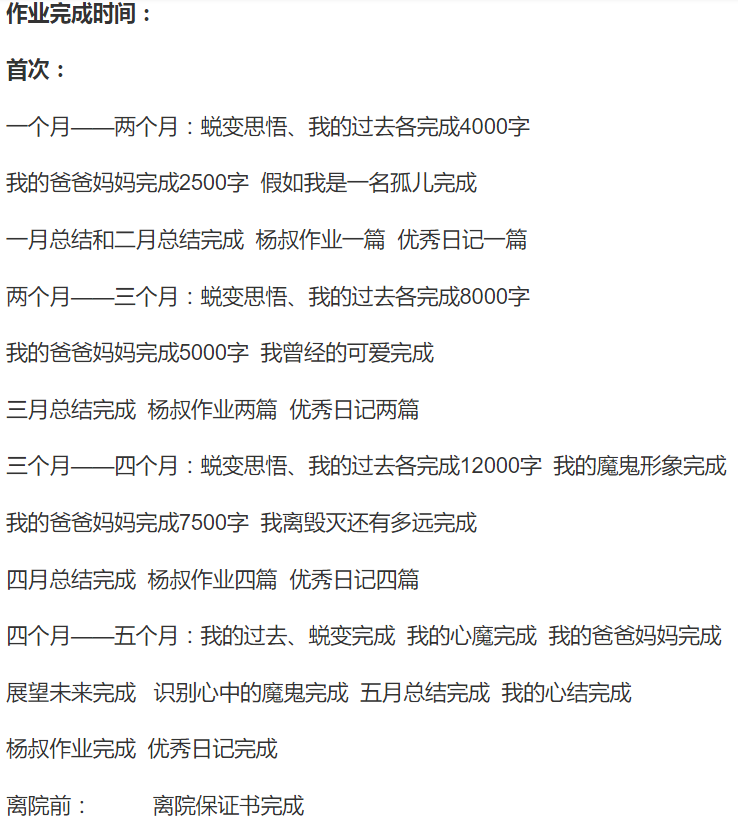 作业完成时间：
首次：
一个月——两个月：蜕变思悟、我的过去各完成4000字
我的爸爸妈妈完成2500字 假如我是一名孤儿完成
一月总结和二月总结完成 杨叔作业一篇 优秀日记一篇
两个月——三个月：蜕变思悟、我的过去各完成8000字
我的爸爸妈妈完成5000字 我曾经的可爱完成
三月总结完成 杨叔作业两篇 优秀日记两篇
三个月——四个月：蜕变思悟、我的过去各完成12000字 我的魔鬼形象完成
我的爸爸妈妈完成7500字 我离毁灭还有多远完成
四月总结完成 杨叔作业四篇 优秀日记四篇
四个月——五个月：我的过去、蜕变完成 我的心魔完成 我的爸爸妈妈完成
展望未来完成 识别心中的魔鬼完成 五月总结完成 我的心结完成
杨叔作业完成 优秀日记完成
离院前： 离院保证书完成